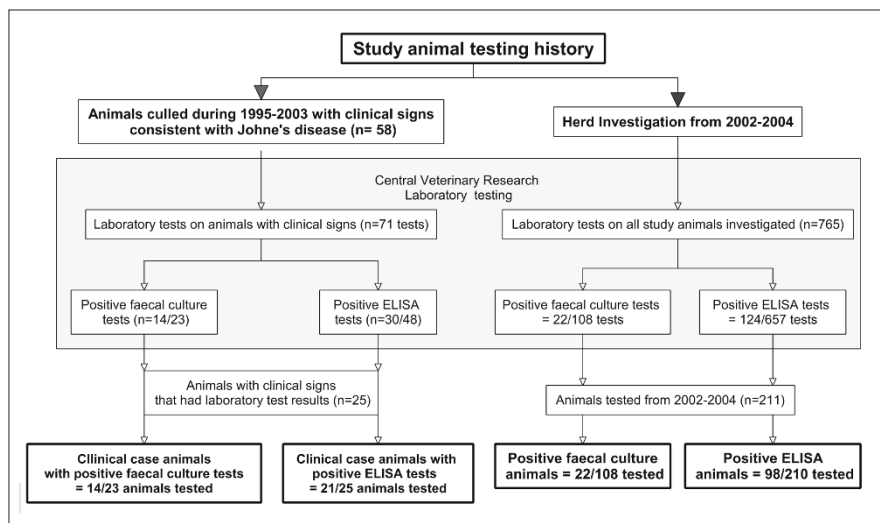 Study animal testing history
Animals culled during 1995-2003 with clinical signs
consistent with Johne's disease (n= 58)
Herd Investigation from 2002-2004
Central Veterinary Research
Laboratory testing
Laboratory tests on animals with clinical signs (n=71 tests)
Laboratory tests on all study animals investigated (n=765)
Positive faecal culture
tests (n=14/23)
Positive ELISA
tests (n=30/48)
Positive faecal culture tests
= 22/108 tests
Positive ELISA tests
= 124/657 tests
Animals with clinical signs
that had laboratory test results (n=25)
Animals tested from 2002-2004 (n=211)
Cllinical case animals
with positive faecal culture tests
= 14/23 animals tested
Clinical case animals with
positive ELISA tests
= 21/25 animals tested
Positive faecal culture
animals = 22/108 tested
Positive ELISA
animals = 98/210 tested